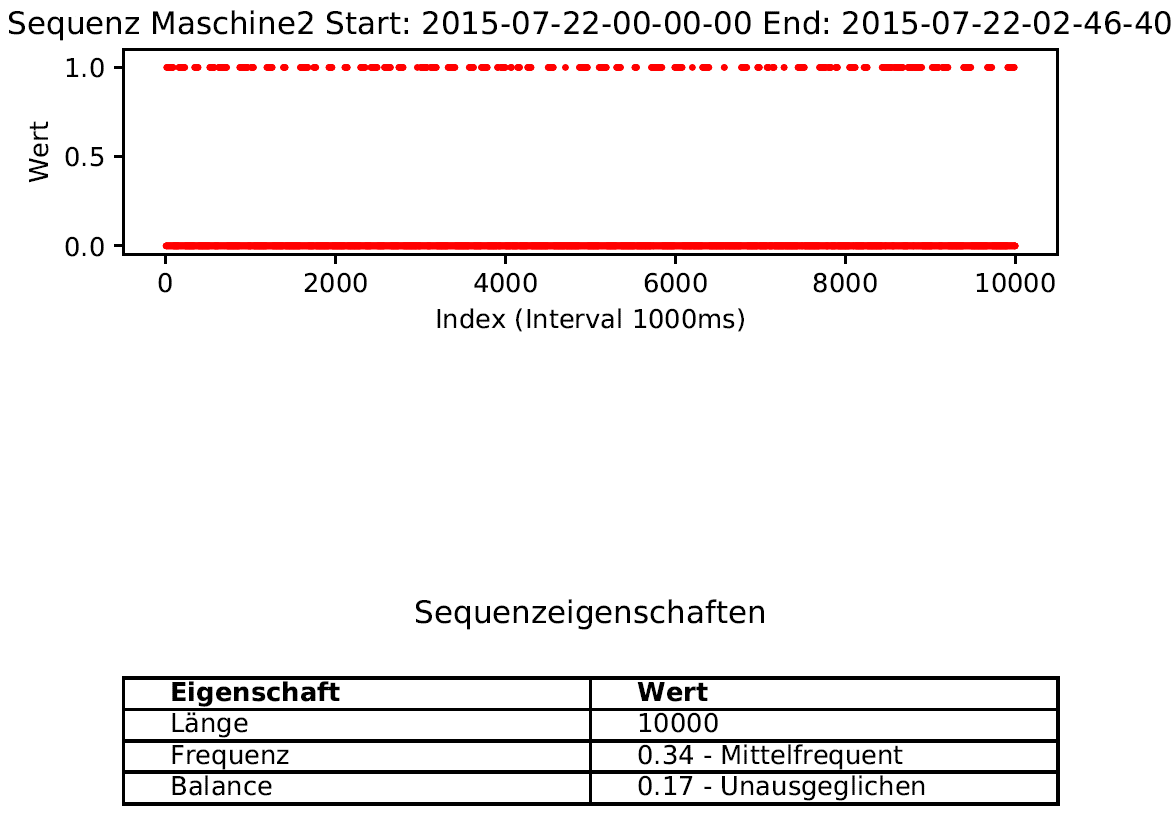 Sequenz Maschine2 Start: 2015-07-22-00-00-00 End: 2015-07-22-02-46-40
1.0
0.5
0.0
Wert
0 2000 4000 6000 8000 10000
Index (Interval 1000ms)
Sequenzeigenschaften
Eigenschaft Wert
Länge 10000
Frequenz 0.34 - Mittelfrequent
Balance 0.17 - Unausgeglichen